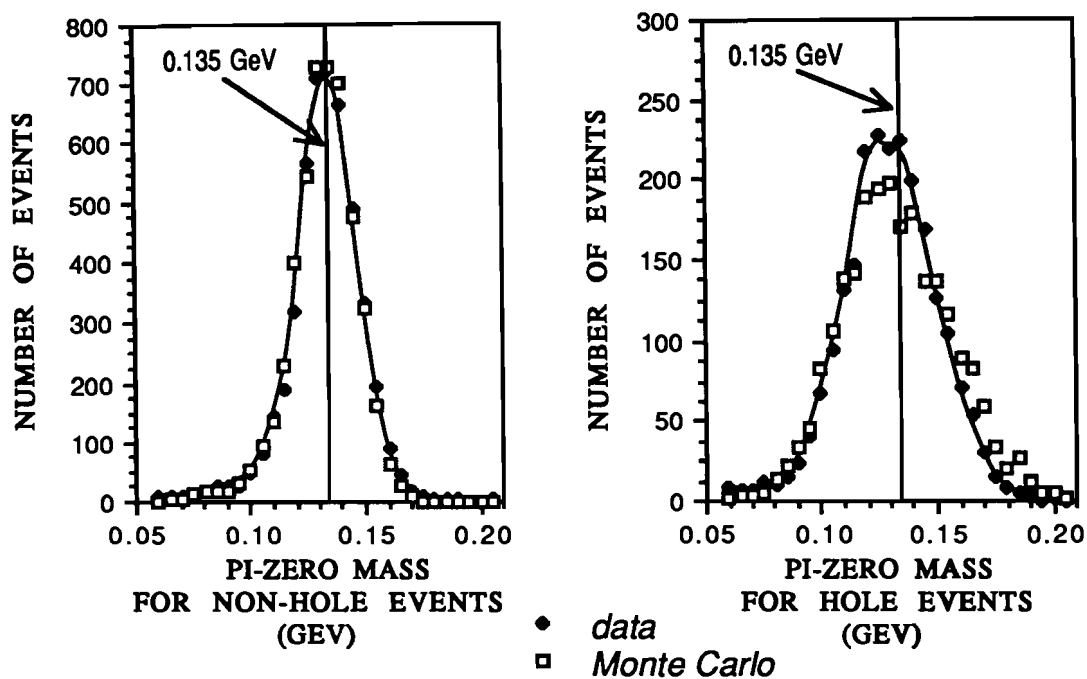 800
700
600
500
400
300
200
100
0
0.05
0.10
0.15
0.20
NUMBER OF EVENTS
0.135 GeV
PI-ZERO MASS
FOR NON-HOLE EVENTS
(GEV)
300
250
200
150
100
50
0
0.05
0.10
0.15
0.20
NUMBER OF EVENTS
0.135 GeV
PI-ZERO MASS
FOR HOLE EVENTS
(GEV)
data
Monte Carlo